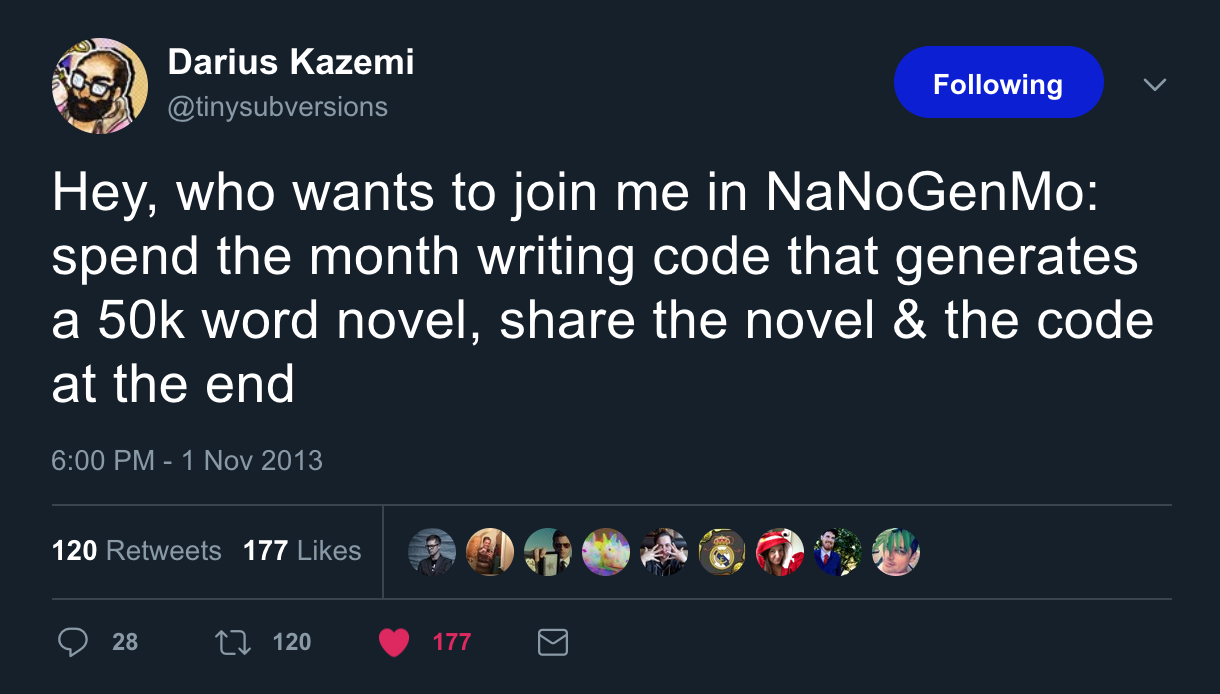 Darius Kazemi
@tinysubversions
Following
Hey, who wants to join me in NaNoGenMo:
spend the month writing code that generates
a 50k word novel, share the novel & the code
at the end
6:00 PM - 1 Nov 2013
120 Retweets 177 Likes
28 120 177